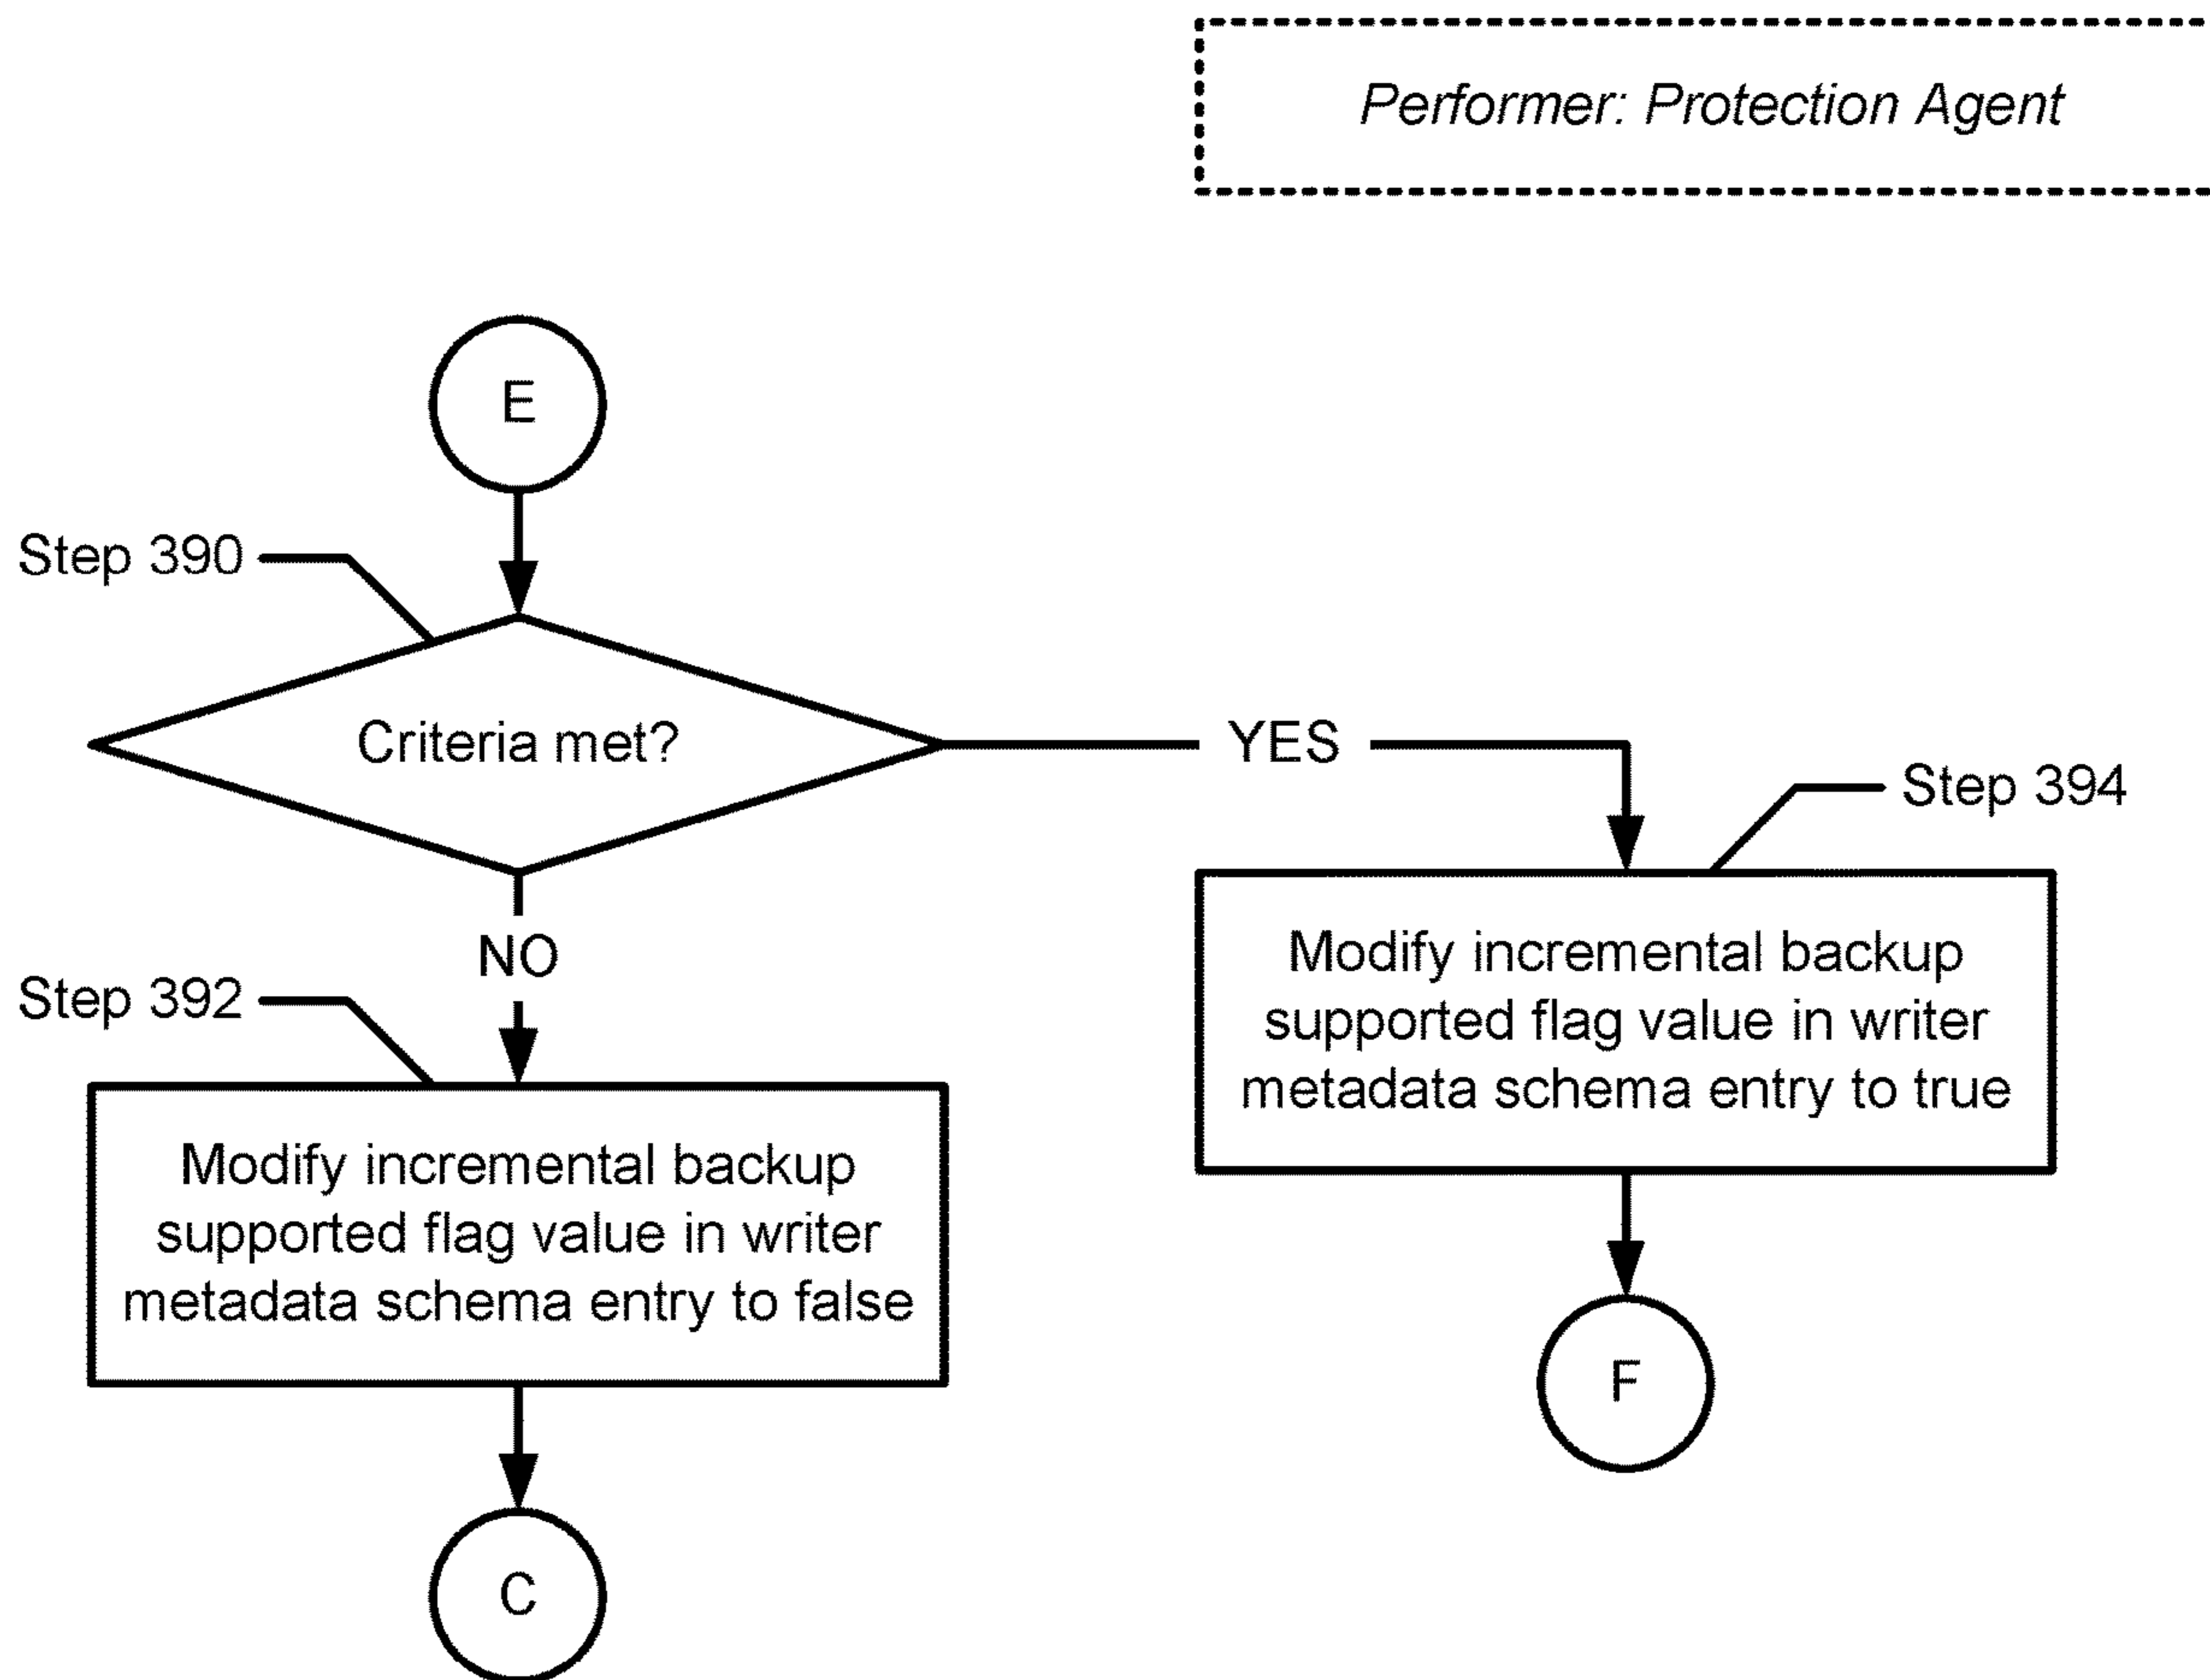 Performer: Protection Agent
E
Step 390
Criteria met?
YES
Step 394
NO
Step 392
Modify incremental backup
supported flag value in writer
metadata schema entry to true
Modify incremental backup
supported flag value in writer
metadata schema entry to false
F
C